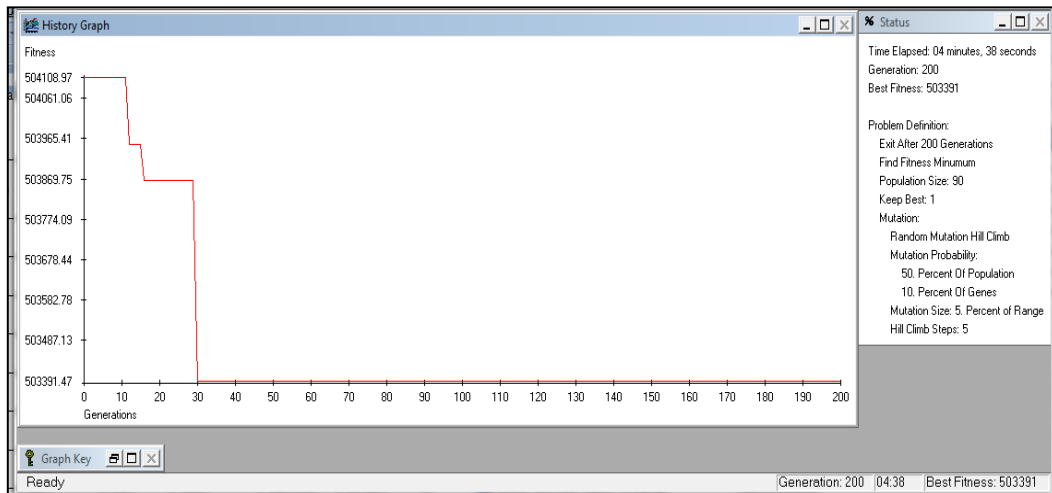 History Graph
Fitness
504108.97
504061.06
503965.41
503869.75
503774.09
503678.44
503582.78
503487.13
503391.47
0 10 20 30 40 50 60 70 80 90 100 110 120 130 140 150 160 170 180 190 200
Generations
% Status
Time Elapsed: 04 minutes, 38 seconds
Generation: 200
Best Fitness: 503391
Problem Definition:
Exit After 200 Generations
Find Fitness Minumum
Population Size: 90
Keep Best: 1
Mutation:
Random Mutation Hill Climb
Mutation Probability:
50. Percent Of Population
10. Percent Of Genes
Mutation Size: 5. Percent of Range
Hill Climb Steps: 5
Graph Key
Ready
Generation: 200 04:38 Best Fitness: 503391